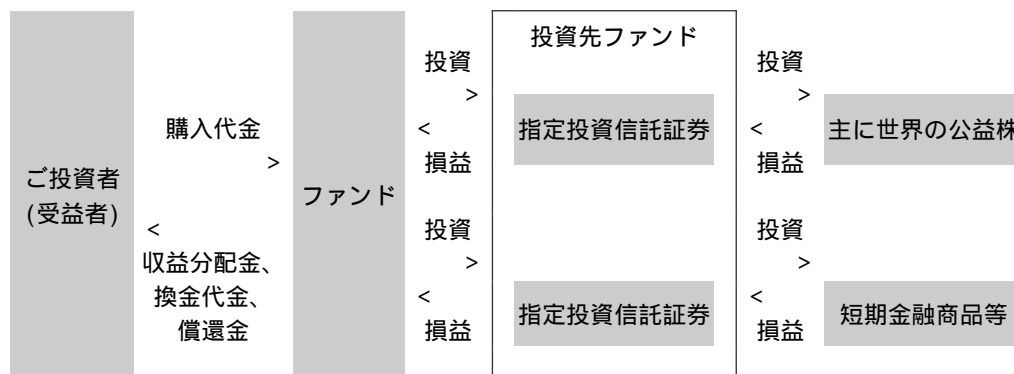 投資先ファンド
投資
>
<
損益
投資
>
<
損益
購入代金
>
指定投資信託証券
主に世界の公益株
ご投資者
(受益者)
ファンド
<
収益分配金、
換金代金、
償還金
投資
>
<
損益
指定投資信託証券
投資
>
<
損益
短期金融商品等